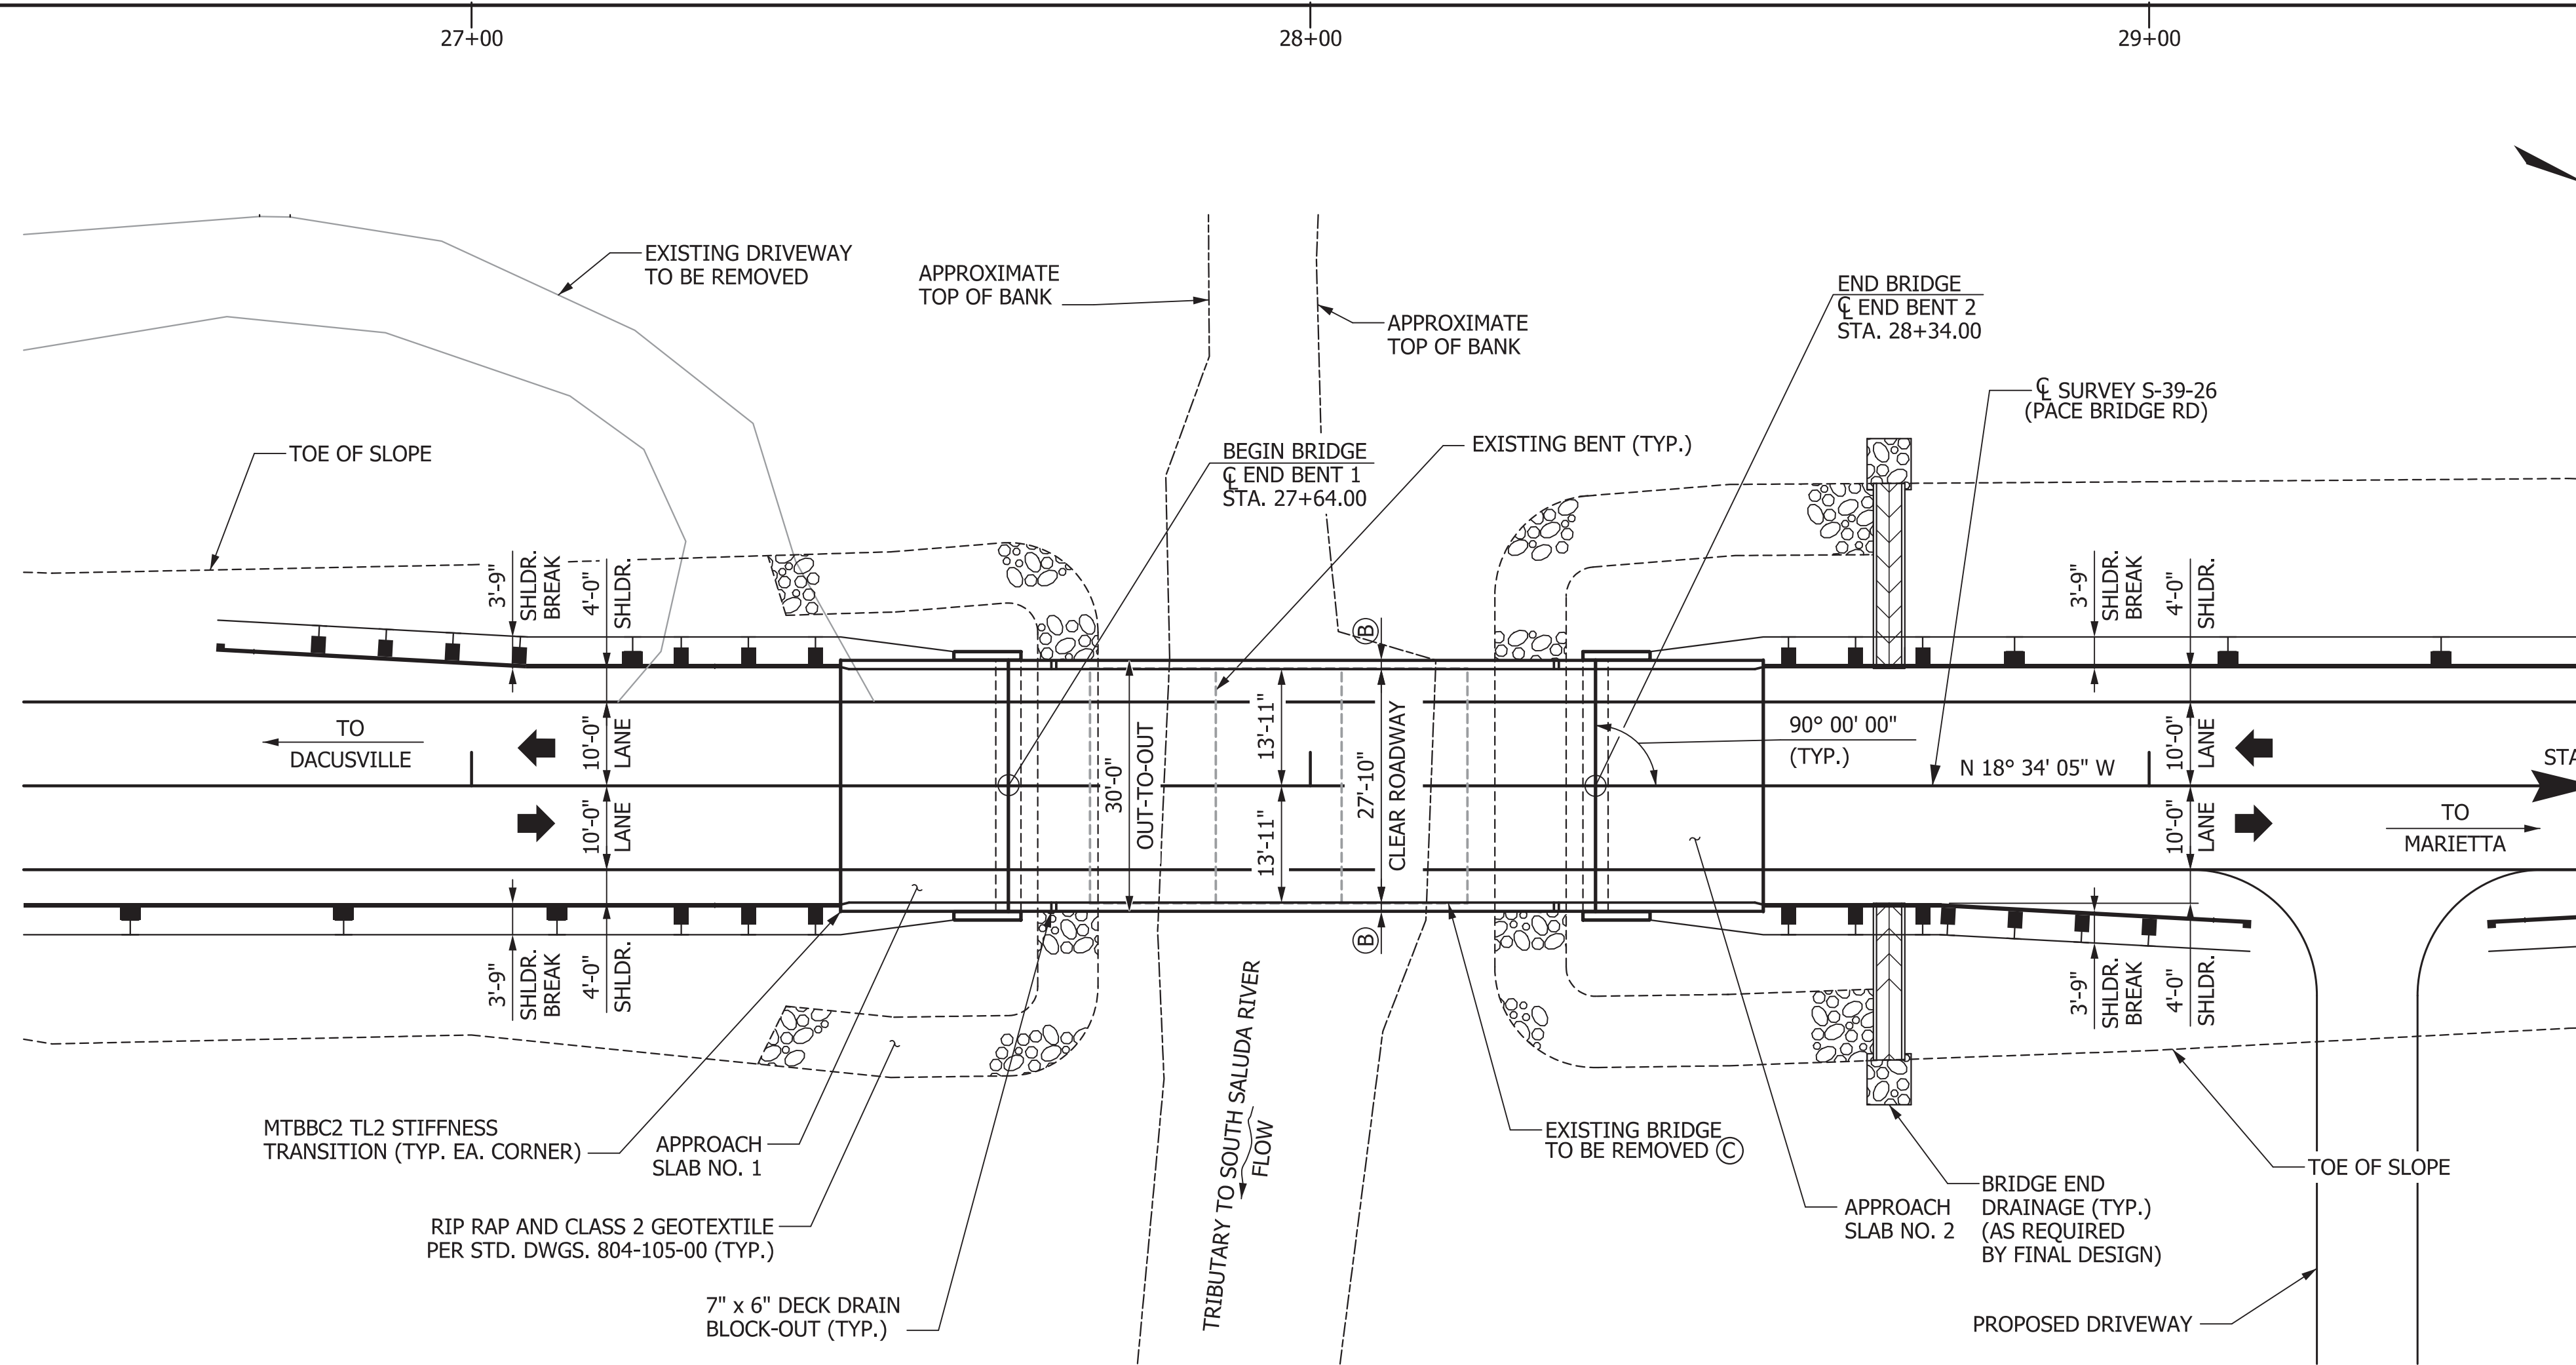 27+00
28+00
29+00
EXISTING DRIVEWAY
TO BE REMOVED
APPROXIMATE
TOP OF BANK
APPROXIMATE
TOP OF BANK
END BRIDGE
℄ END BENT 2
STA. 28+34.00
℄ SURVEY S-39-26
(PACE BRIDGE RD)
TOE OF SLOPE
BEGIN BRIDGE
℄ END BENT 1
STA. 27+64.00
EXISTING BENT (TYP.)
3'-9"
SHLDR.
BREAK
4'-0"
SHLDR.
B
3'-9"
SHLDR.
BREAK
4'-0"
SHLDR.
TO
DACUSVILLE
10'-0"
LANE
10'-0"
LANE
30'-0"
OUT-TO-OUT
13'-11"
13'-11"
27'-10"
CLEAR ROADWAY
90° 00' 00"
(TYP.)
N 18° 34' 05" W
10'-0"
LANE
10'-0"
LANE
STA
TO
MARIETTA
3'-9"
SHLDR.
BREAK
4'-0"
SHLDR.
B
3'-9"
SHLDR.
BREAK
4'-0"
SHLDR.
MTBBC2 TL2 STIFFNESS
TRANSITION (TYP. EA. CORNER)
APPROACH
SLAB NO. 1
RIP RAP AND CLASS 2 GEOTEXTILE
PER STD. DWGS. 804-105-00 (TYP.)
7" x 6" DECK DRAIN
BLOCK-OUT (TYP.)
TRIBUTARY TO SOUTH SALUDA RIVER
FLOW
EXISTING BRIDGE
TO BE REMOVED C
APPROACH
SLAB NO. 2
BRIDGE END
DRAINAGE (TYP.)
(AS REQUIRED
BY FINAL DESIGN)
TOE OF SLOPE
PROPOSED DRIVEWAY